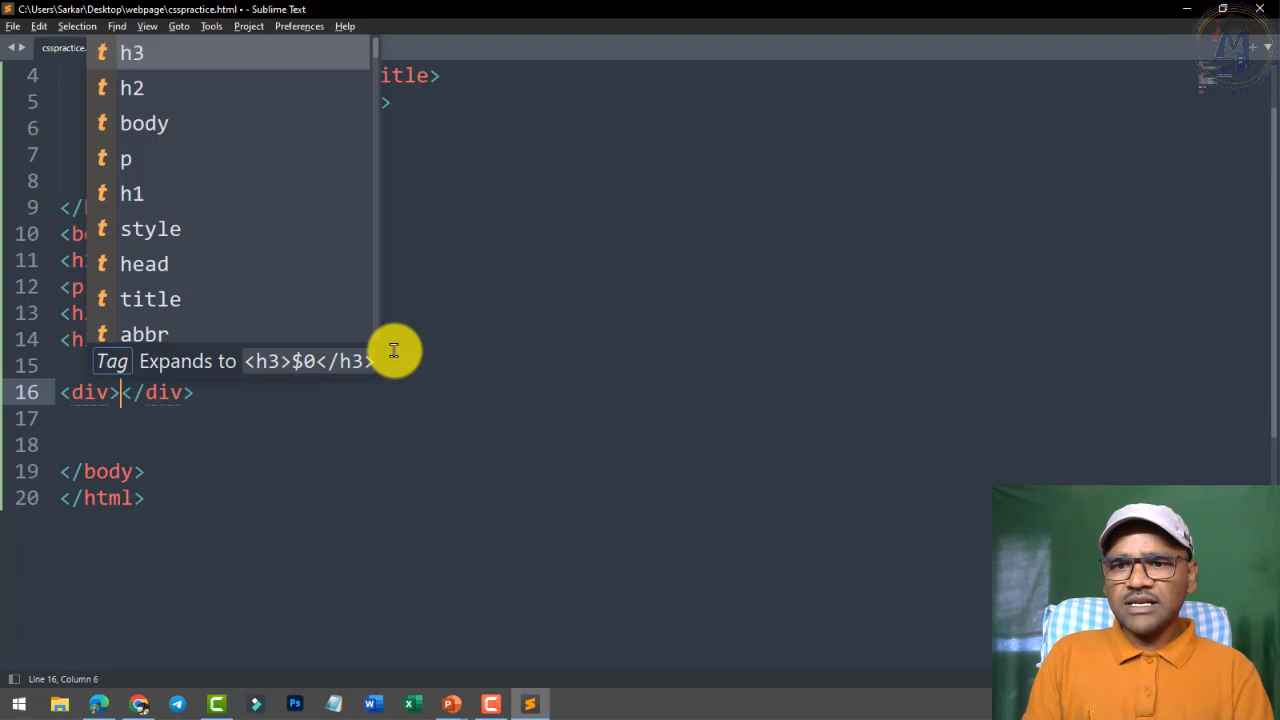 C:\Users\Sarkar\Desktop\webpage\csspractice.html • - Sublime Text
File Edit Selection Find View Goto Tools Project Preferences Help
csspractice.
t h3
t h2
t body
t p
t h1
t style
t head
t title
t abbr
Tag Expands to <h3>$0</h3>
4 itle>
5 >
6
7
8
9 </
10 <bo
11 <h
12 <p
13 <h
14 <h
15
16 <div></div>
17
18
19 </body>
20 </html>
Line 16, Column 6